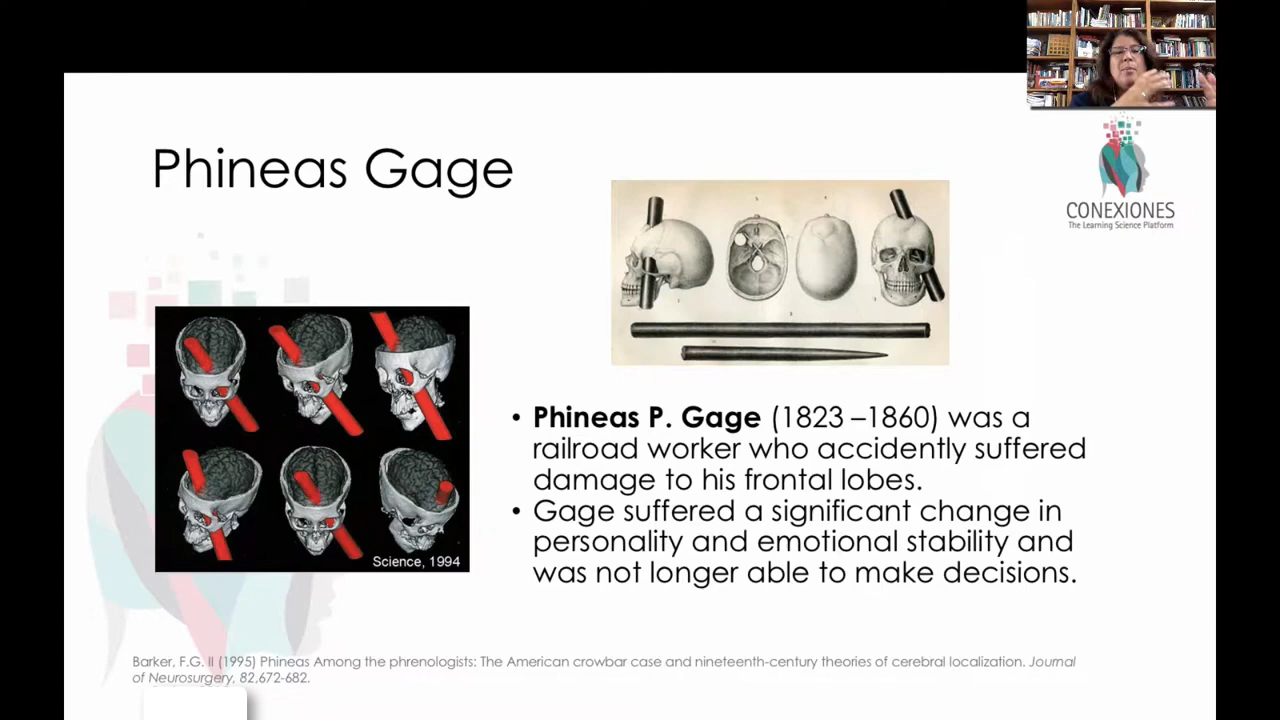 Phineas Gage
CONEXIONES
The Learning Science Platform
Science, 1994
• Phineas P. Gage (1823 –1860) was a
railroad worker who accidently suffered
damage to his frontal lobes.
• Gage suffered a significant change in
personality and emotional stability and
was not longer able to make decisions.
Barker, F.G. II (1995) Phineas Among the phrenologists: The American crowbar case and nineteenth-century theories of cerebral localization. Journal
of Neurosurgery, 82,672-682.